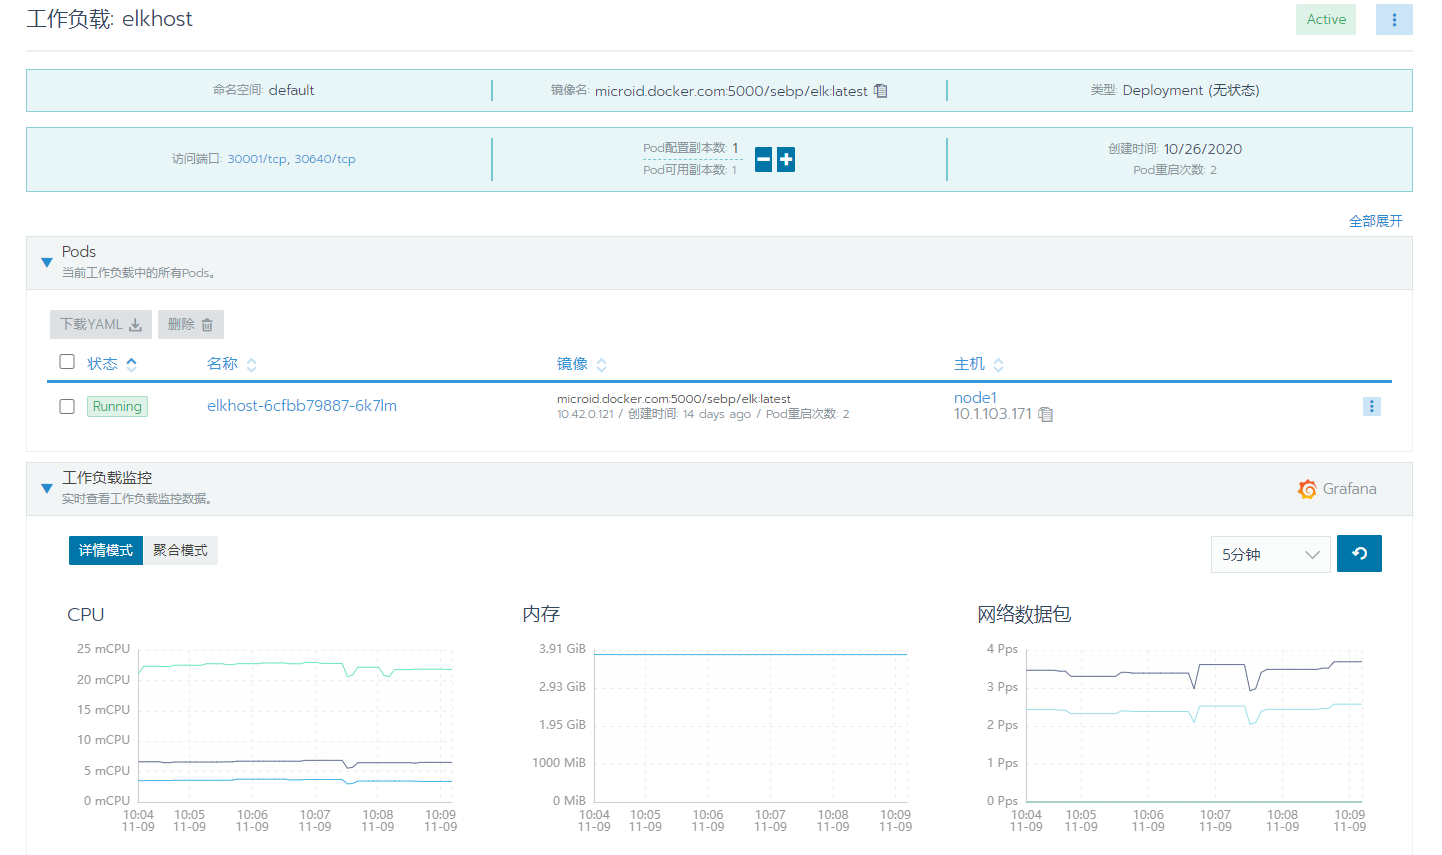 工作负载: elkhost
Active
命名空间: default
镜像名: microid.docker.com:5000/sebp/elk:latest
类型: Deployment (无状态)
访问端口: 30001/tcp, 30640/tcp
Pod配置副本数: 1
Pod可用副本数: 1
创建时间: 10/26/2020
Pod重启次数: 2
全部展开
Pods
当前工作负载中的所有Pods。
下载YAML
删除
状态
名称
镜像
主机
Running
elkhost-6cfbb79887-6k7lm
microid.docker.com:5000/sebp/elk:latest
10.42.0.121 / 创建时间: 14 days ago / Pod重启次数: 2
node1
10.1.103.171
工作负载监控
实时查看工作负载监控数据。
Grafana
详情模式
聚合模式
5分钟
CPU
25 mCPU
20 mCPU
15 mCPU
10 mCPU
5 mCPU
0 mCPU
10:04 10:05 10:06 10:07 10:08 10:09
11-09 11-09 11-09 11-09 11-09 11-09
内存
3.91 GiB
2.93 GiB
1.95 GiB
1000 MiB
0 MiB
10:04 10:05 10:06 10:07 10:08 10:09
11-09 11-09 11-09 11-09 11-09 11-09
网络数据包
4 Pps
3 Pps
2 Pps
1 Pps
0 Pps
10:04 10:05 10:06 10:07 10:08 10:09
11-09 11-09 11-09 11-09 11-09 11-09